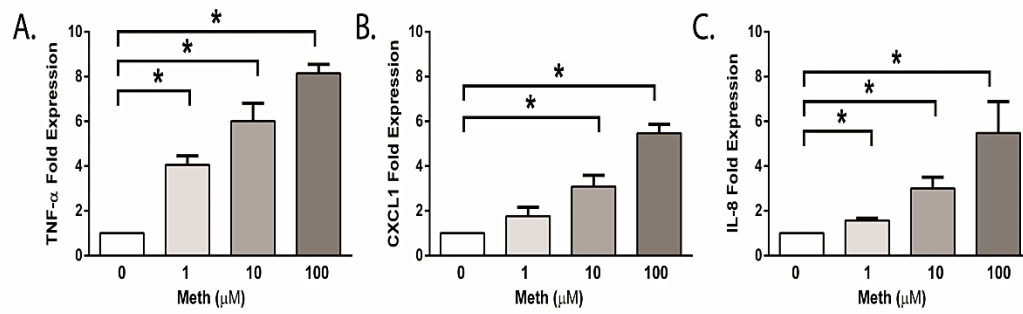 A.
TNF-α Fold Expression
10
8
6
4
2
0
* * *
0 1 10 100
Meth (μM)
B.
CXCL1 Fold Expression
10
8
6
4
2
0
* *
0 1 10 100
Meth (μM)
C.
IL-8 Fold Expression
10
8
6
4
2
0
* * *
0 1 10 100
Meth (μM)